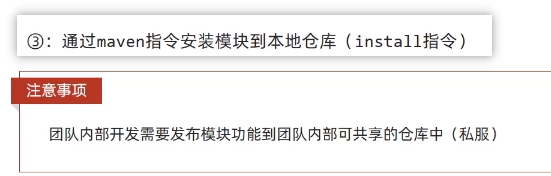 ③：通过maven指令安装模块到本地仓库（install指令）
注意事项
团队内部开发需要发布模块功能到团队内部可共享的仓库中（私服）